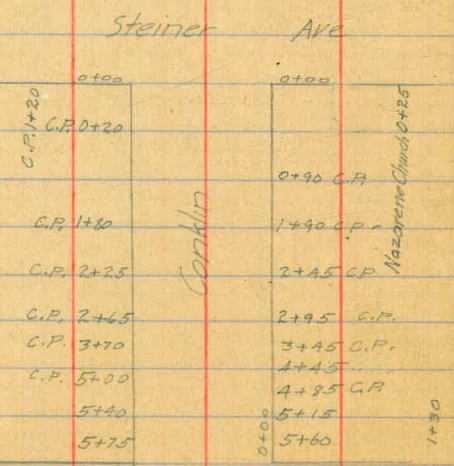 Steiner Ave
0+00 0+00
C.P. 1+20
C.P. 0+20
Nazarene Church 0+25
0+90 C.P.
Conklin
C.P. 1+80 1+90 C.P.
C.P. 2+25 2+45 C.P.
C.P. 2+65 2+95 C.P.
C.P. 3+70 3+45 C.P.
4+45
C.P. 5+00 4+85 C.P.
5+40 5+15
5+75 0+00 5+60
1+30